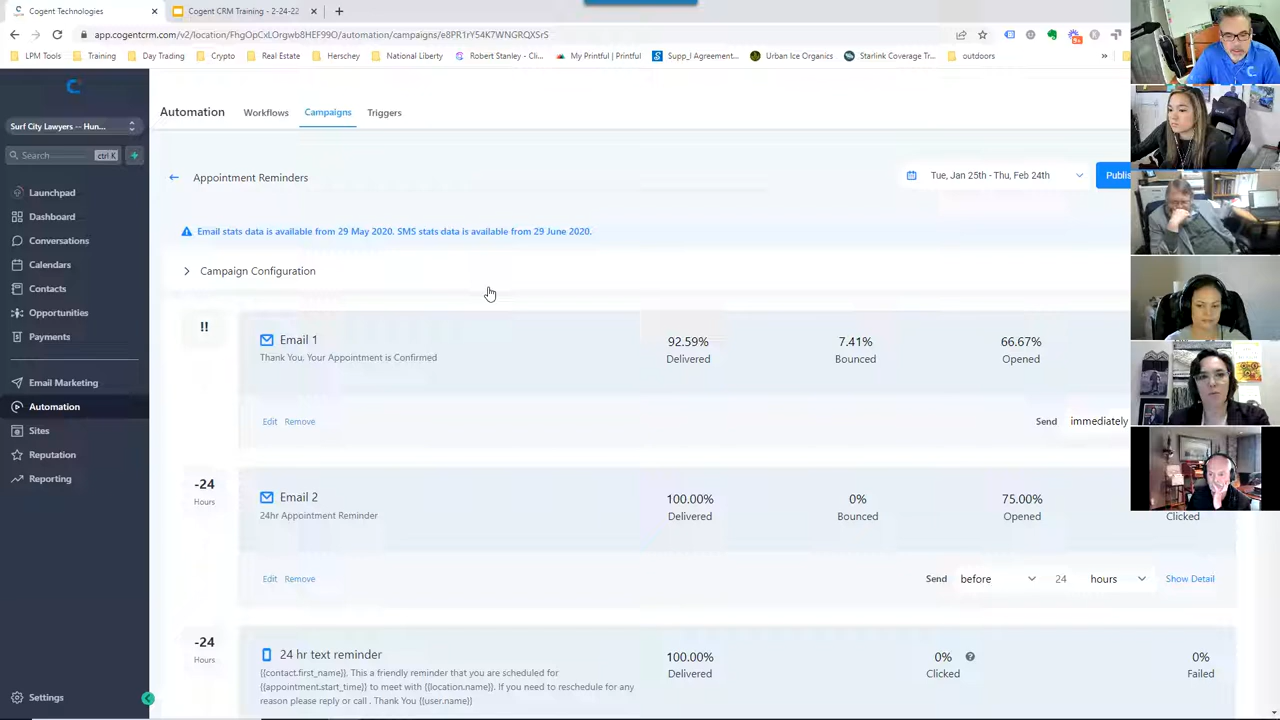 Cogent Technologies
Cogent CRM Training - 2-24-22
app.cogentcrm.com/v2/location/FhgOpCxLOrgwb8HEF99O/automation/campaigns/e8PR1rY54K7WNGRQXSrS
LPM Tools
Training
Day Trading
Crypto
Real Estate
Herschey
National Liberty
Robert Stanley - Cli...
My Printful | Printful
Supp_l Agreement...
Urban Ice Organics
Starlink Coverage Tr...
outdoors
Surf City Lawyers -- Hun...
Search
ctrl K
Launchpad
Dashboard
Conversations
Calendars
Contacts
Opportunities
Payments
Email Marketing
Automation
Sites
Reputation
Reporting
Settings
Automation
Workflows
Campaigns
Triggers
Appointment Reminders
Tue, Jan 25th - Thu, Feb 24th
Publis
Email stats data is available from 29 May 2020. SMS stats data is available from 29 June 2020.
Campaign Configuration
!!
Email 1
Thank You, Your Appointment is Confirmed
92.59%
Delivered
7.41%
Bounced
66.67%
Opened
Edit
Remove
Send
immediately
-24
Hours
Email 2
24hr Appointment Reminder
100.00%
Delivered
0%
Bounced
75.00%
Opened
Clicked
Edit
Remove
Send
before
24
hours
Show Detail
-24
Hours
24 hr text reminder
{{contact.first_name}}, This a friendly reminder that you are scheduled for
{{appointment.start_time}} to meet with {{location.name}}. If you need to reschedule for any
reason please reply or call . Thank You {{user.name}}
100.00%
Delivered
0%
Clicked
0%
Failed